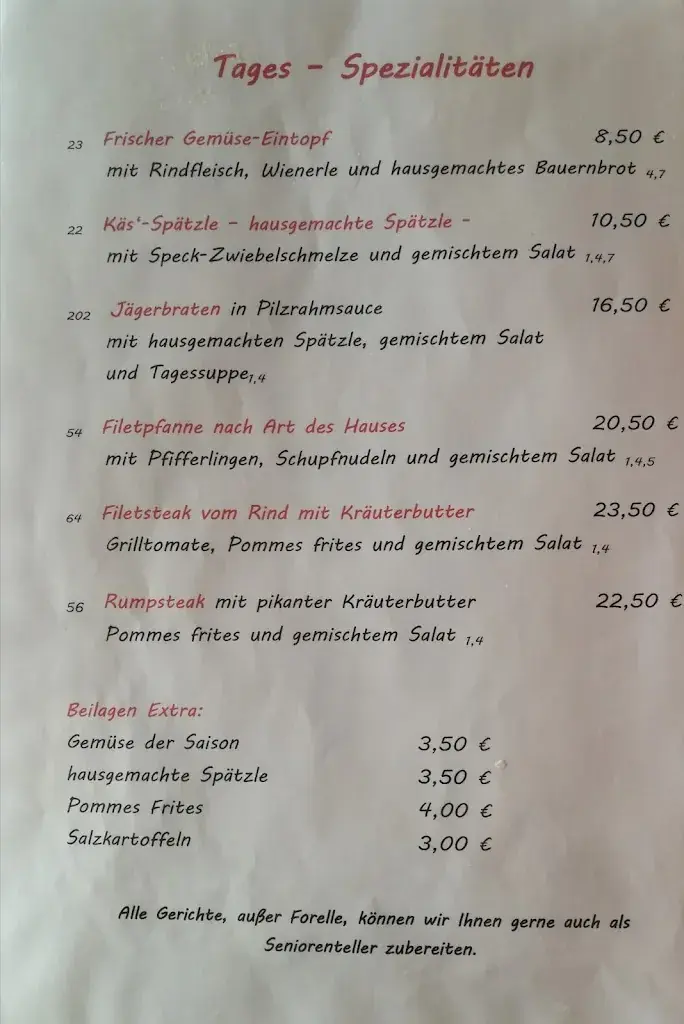 Tages - Spezialitäten
23 Frischer Gemüse-Eintopf 8,50 €
mit Rindfleisch, Wienerle und hausgemachtes Bauernbrot 4,7
22 Käs'-Spätzle - hausgemachte Spätzle - 10,50 €
mit Speck-Zwiebelschmelze und gemischtem Salat 1,4,7
202 Jägerbraten in Pilzrahmsauce 16,50 €
mit hausgemachten Spätzle, gemischtem Salat
und Tagessuppe1,4
54 Filetpfanne nach Art des Hauses 20,50 €
mit Pfifferlingen, Schupfnudeln und gemischtem Salat 1,4,5
64 Filetsteak vom Rind mit Kräuterbutter 23,50 €
Grilltomate, Pommes frites und gemischtem Salat 1,4
56 Rumpsteak mit pikanter Kräuterbutter 22,50 €
Pommes frites und gemischtem Salat 1,4
Beilagen Extra:
Gemüse der Saison 3,50 €
hausgemachte Spätzle 3,50 €
Pommes Frites 4,00 €
Salzkartoffeln 3,00 €
Alle Gerichte, außer Forelle, können wir Ihnen gerne auch als
Seniorenteller zubereiten.